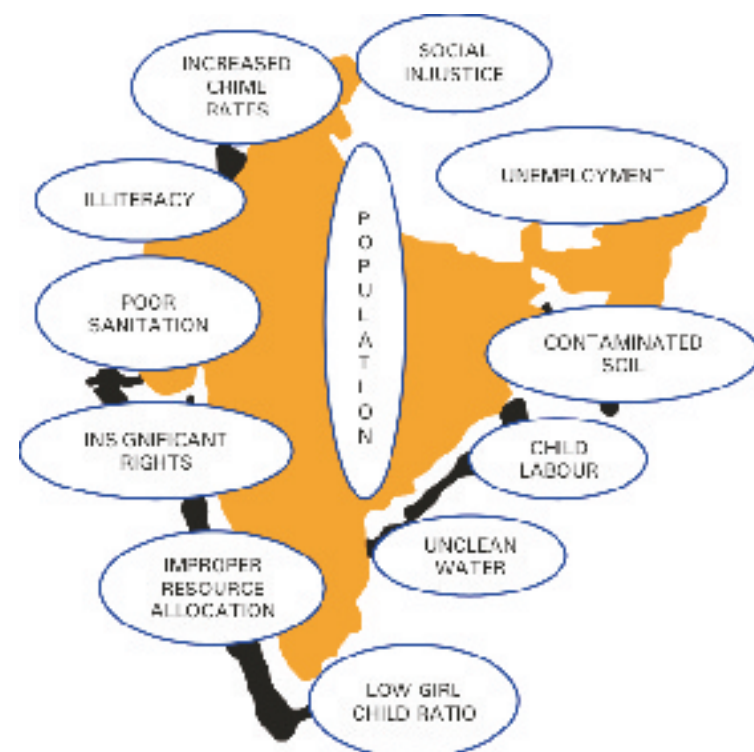 INCREASED
CRIME
RATES
SOCIAL
INJUSTICE
ILLITERACY
UNEMPLOYMENT
P
O
P
U
L
A
T
I
O
N
POOR
SANITATION
CONTAMINATED
SOIL
INSIGNIFICANT
RIGHTS
CHILD
LABOUR
IMPROPER
RESOURCE
ALLOCATION
UNCLEAN
WATER
LOW GIRL
CHILD RATIO